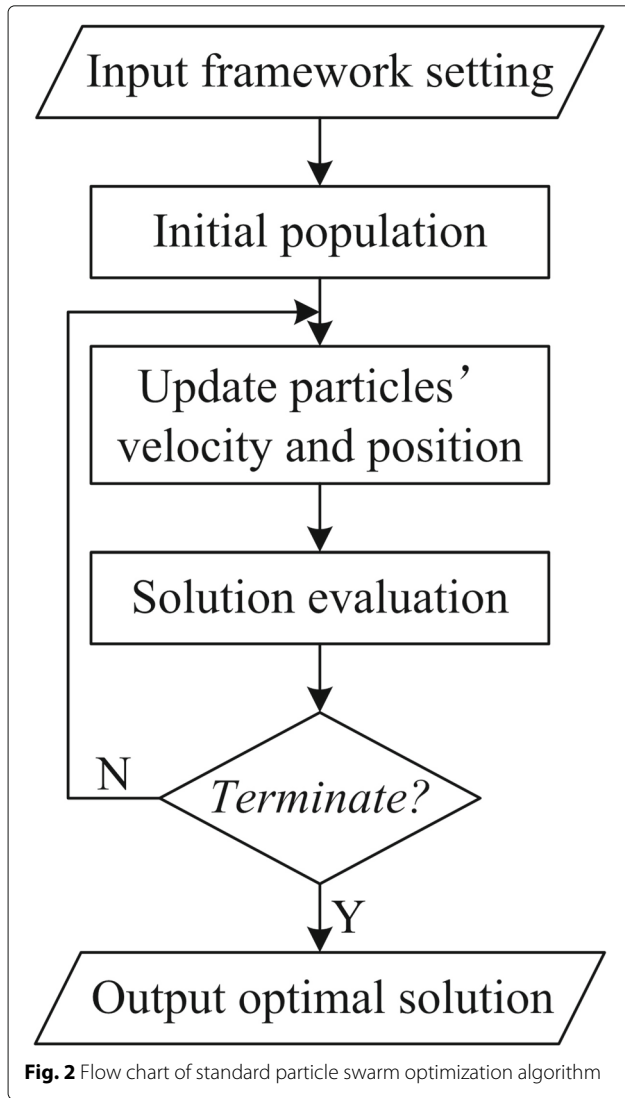 Input framework setting
Initial population
Update particles’
velocity and position
Solution evaluation
N
Terminate?
Y
Output optimal solution
Fig. 2 Flow chart of standard particle swarm optimization algorithm